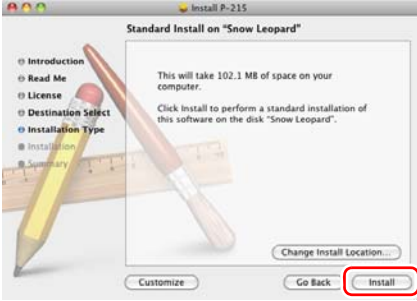 Install P-215
Standard Install on "Snow Leopard"
Introduction
Read Me
License
Destination Select
Installation Type
Installation
Summary
This will take 102.1 MB of space on your
computer.
Click Install to perform a standard installation of
this software on the disk "Snow Leopard".
Change Install Location...
Customize
Go Back
Install